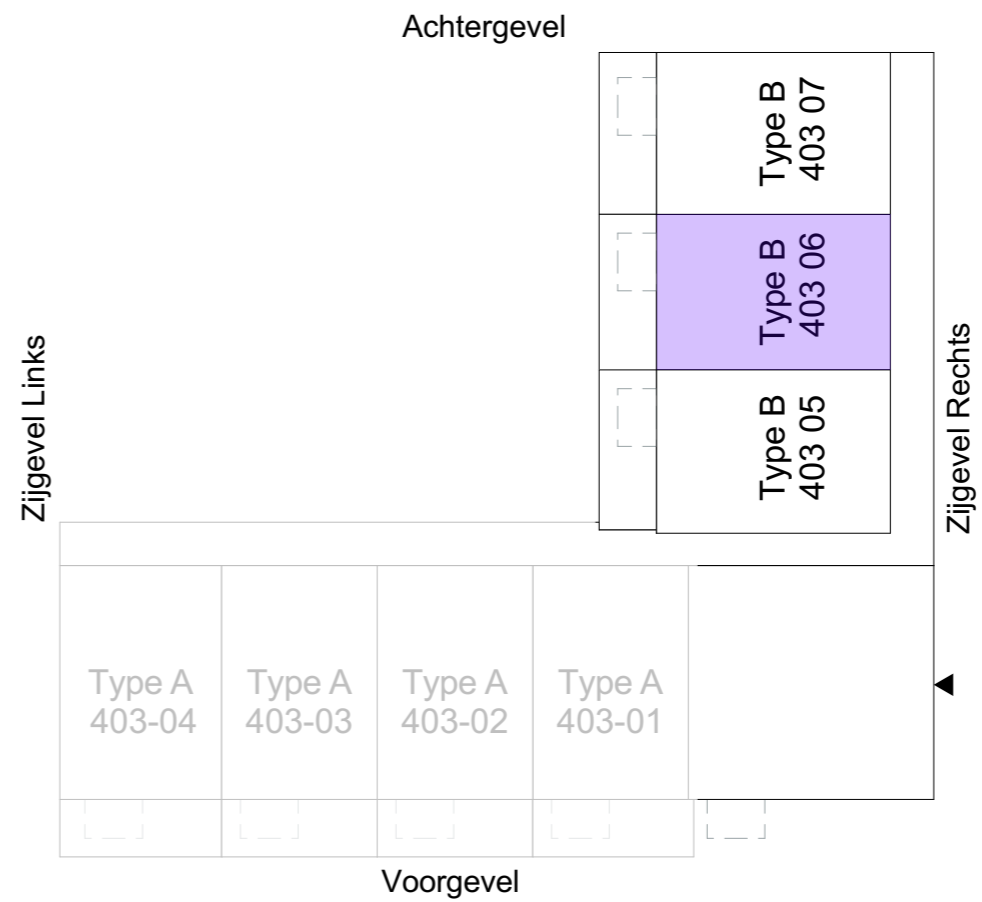 Achtergevel
Type B
403 07
Type B
403 06
Type B
403 05
Zijgevel Links
Zijgevel Rechts
Type A
403-04
Type A
403-03
Type A
403-02
Type A
403-01
Voorgevel